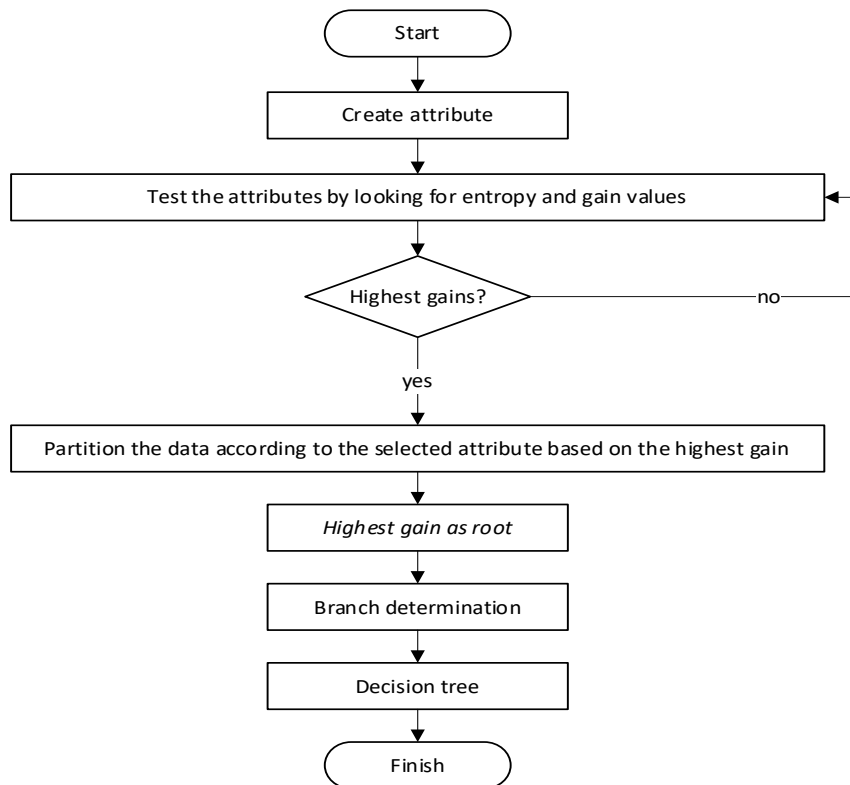 Start
Create attribute
Test the attributes by looking for entropy and gain values
Highest gains?
no
yes
Partition the data according to the selected attribute based on the highest gain
Highest gain as root
Branch determination
Decision tree
Finish